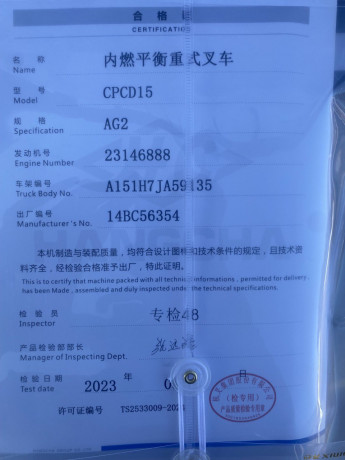 合格证
CERTIFICATION
名称 内燃平衡重式叉车
Name
型号 CPCD15
Model
规格 AG2
Specification
发动机号 23146888
Engine Number
车架编号 A151H7JA59135
Truck Body No.
出厂编号 14BC56354
Manufacturer's No.
本机制造与装配质量，均符合设计图样和技术条件的规定，且技术
资料齐全，经检验合格准予出厂，特此证明。
This is to certify that machine packed with all technical informations , permitted for delivery
has been Made , assembled and duly inspected under the technical specifications.
检验员 专检48
Inspector
产品检验部部长
Manager of Inspecting Dept.
检验日期 2023 年 0
Test date
(检专用)
许可证编号 TS2533009-202